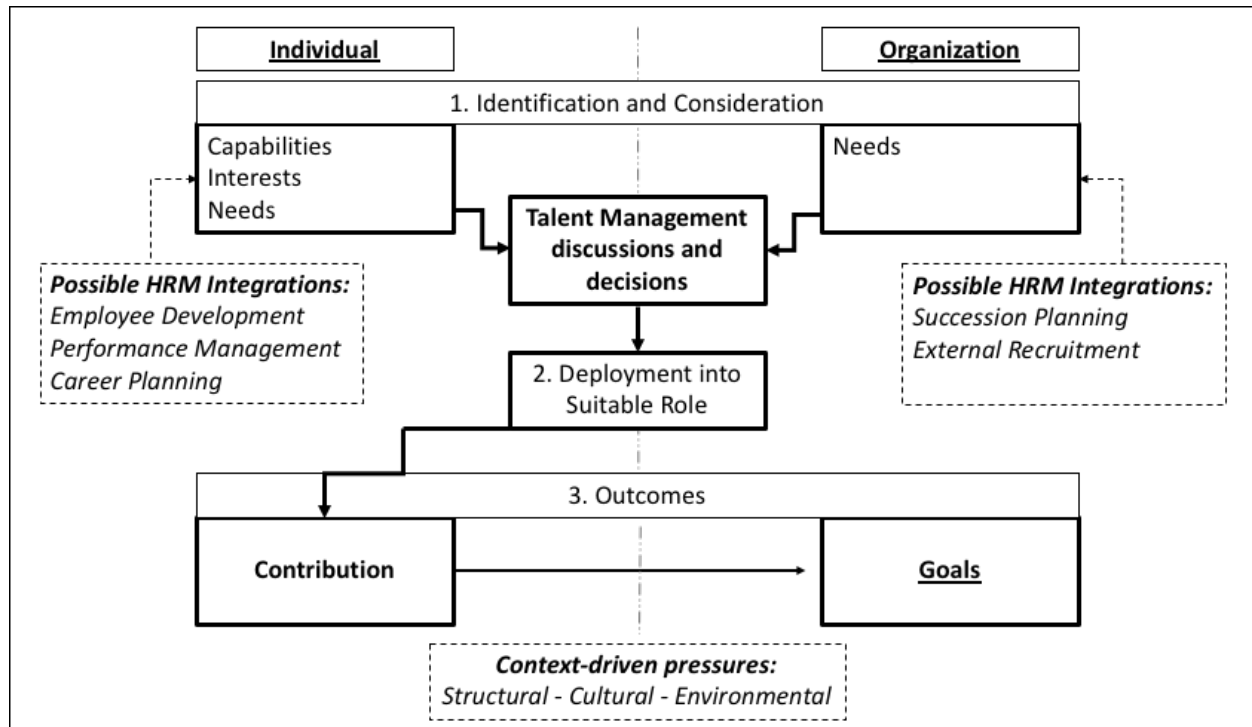 Individual
Organization
1. Identification and Consideration
Capabilities
Interests
Needs
Needs
Talent Management
discussions and
decisions
Possible HRM Integrations:
Employee Development
Performance Management
Career Planning
Possible HRM Integrations:
Succession Planning
External Recruitment
2. Deployment into
Suitable Role
3. Outcomes
Contribution
Goals
Context-driven pressures:
Structural - Cultural - Environmental